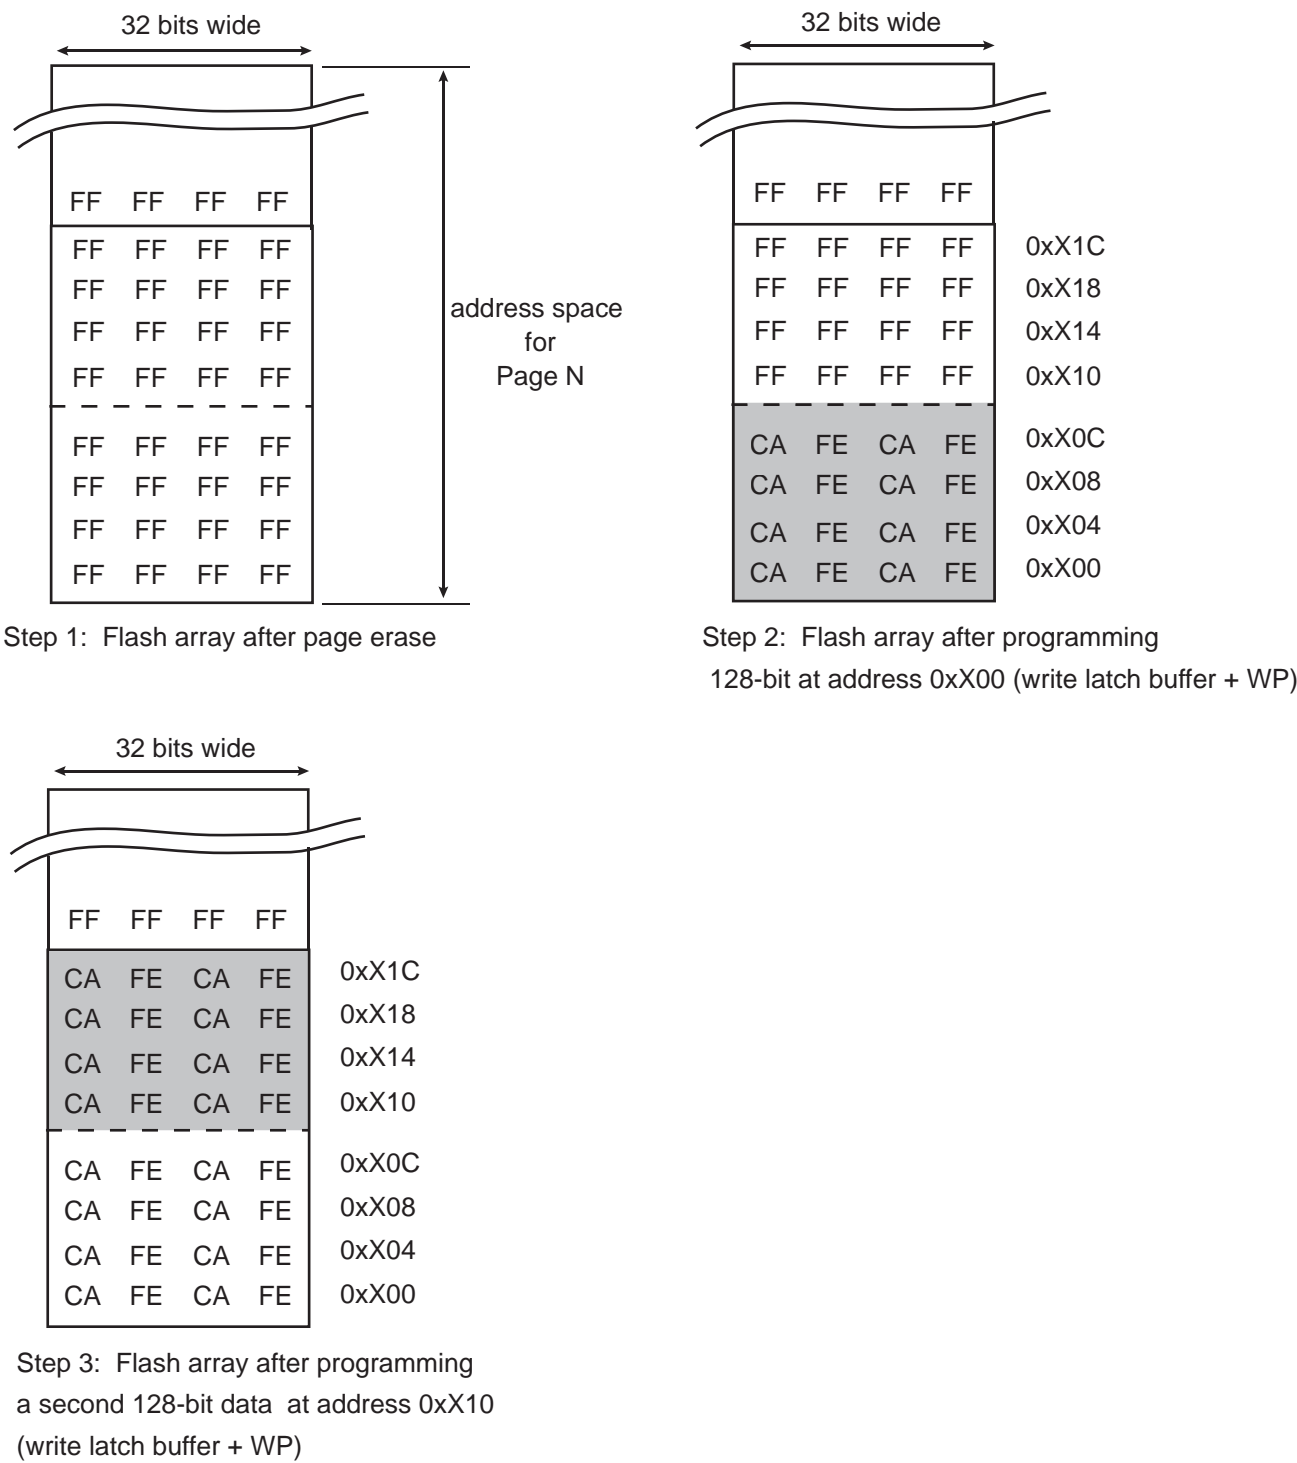 32 bits wide
FF FF FF FF
FF FF FF FF
FF FF FF FF
FF FF FF FF
FF FF FF FF
FF FF FF FF
FF FF FF FF
FF FF FF FF
FF FF FF FF
address space
for
Page N
Step 1: Flash array after page erase
32 bits wide
FF FF FF FF
FF FF FF FF 0xX1C
FF FF FF FF 0xX18
FF FF FF FF 0xX14
FF FF FF FF 0xX10
CA FE CA FE 0xX0C
CA FE CA FE 0xX08
CA FE CA FE 0xX04
CA FE CA FE 0xX00
Step 2: Flash array after programming
128-bit at address 0xX00 (write latch buffer + WP)
32 bits wide
FF FF FF FF
CA FE CA FE 0xX1C
CA FE CA FE 0xX18
CA FE CA FE 0xX14
CA FE CA FE 0xX10
CA FE CA FE 0xX0C
CA FE CA FE 0xX08
CA FE CA FE 0xX04
CA FE CA FE 0xX00
Step 3: Flash array after programming
a second 128-bit data at address 0xX10
(write latch buffer + WP)